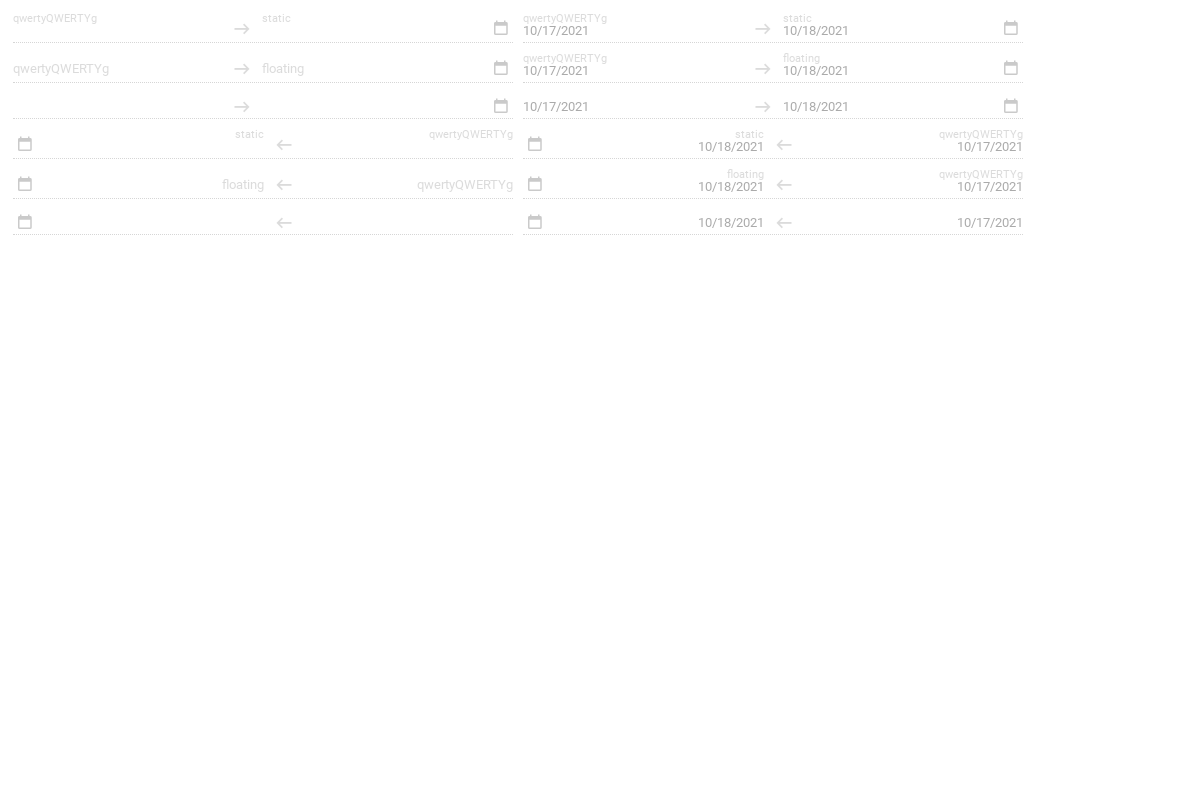 qwertyQWERTYg static qwertyQWERTYg static
10/17/2021 10/18/2021
qwertyQWERTYg floating qwertyQWERTYg floating
10/17/2021 10/18/2021
10/17/2021 10/18/2021
static qwertyQWERTYg static qwertyQWERTYg
10/18/2021 10/17/2021
floating qwertyQWERTYg floating qwertyQWERTYg
10/18/2021 10/17/2021
10/18/2021 10/17/2021